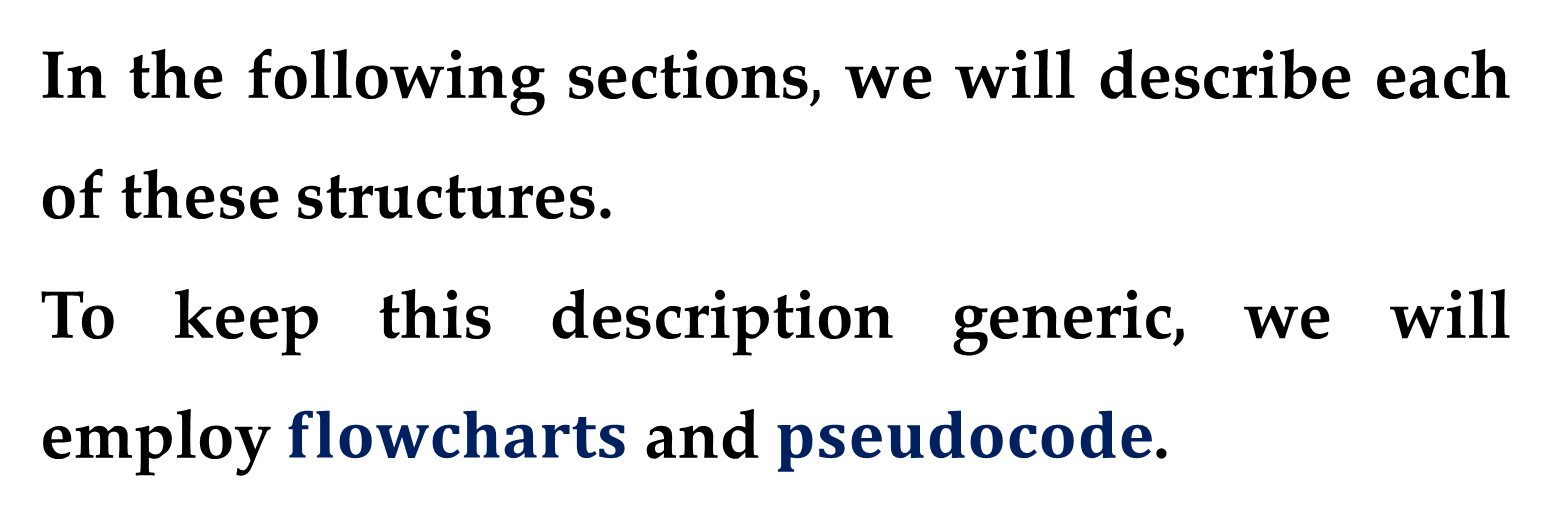 In the following sections, we will describe each
of these structures.
To keep this description generic, we will
employ flowcharts and pseudocode.